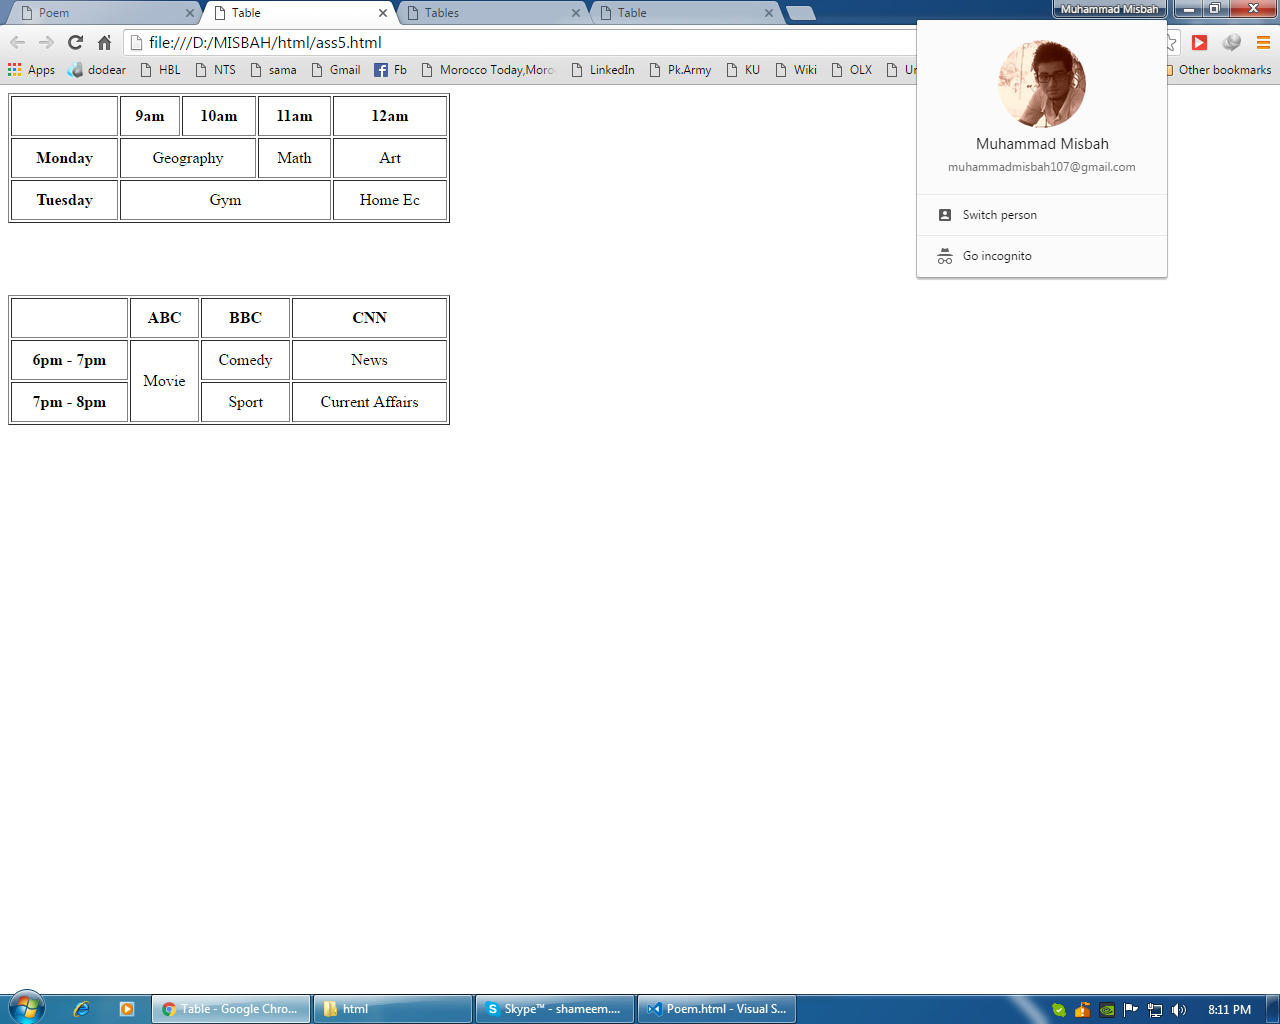 Poem
Table
Tables
Table
Muhammad Misbah
file:///D:/MISBAH/html/ass5.html
Apps
dodear
HBL
NTS
sama
Gmail
Fb
Morocco Today,Moro
LinkedIn
Pk.Army
KU
Wiki
OLX
Other bookmarks
9am 10am 11am 12am
Monday Geography Math Art
Tuesday Gym Home Ec
ABC BBC CNN
6pm - 7pm Movie Comedy News
7pm - 8pm Sport Current Affairs
Muhammad Misbah
muhammadmisbah107@gmail.com
Switch person
Go incognito
Table - Google Chro...
html
Skype™ - shameem....
Poem.html - Visual S...
8:11 PM